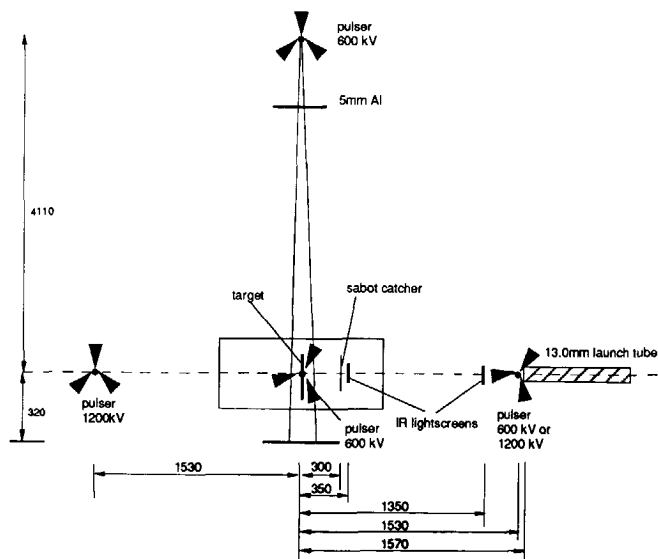 pulser
600 kV
5mm Al
4110
sabot catcher
target
13.0mm launch tube
320
pulser
1200kV
pulser
600 kV
IR lightscreens
pulser
600 kV or
1200 kV
1530
300
350
1350
1530
1570